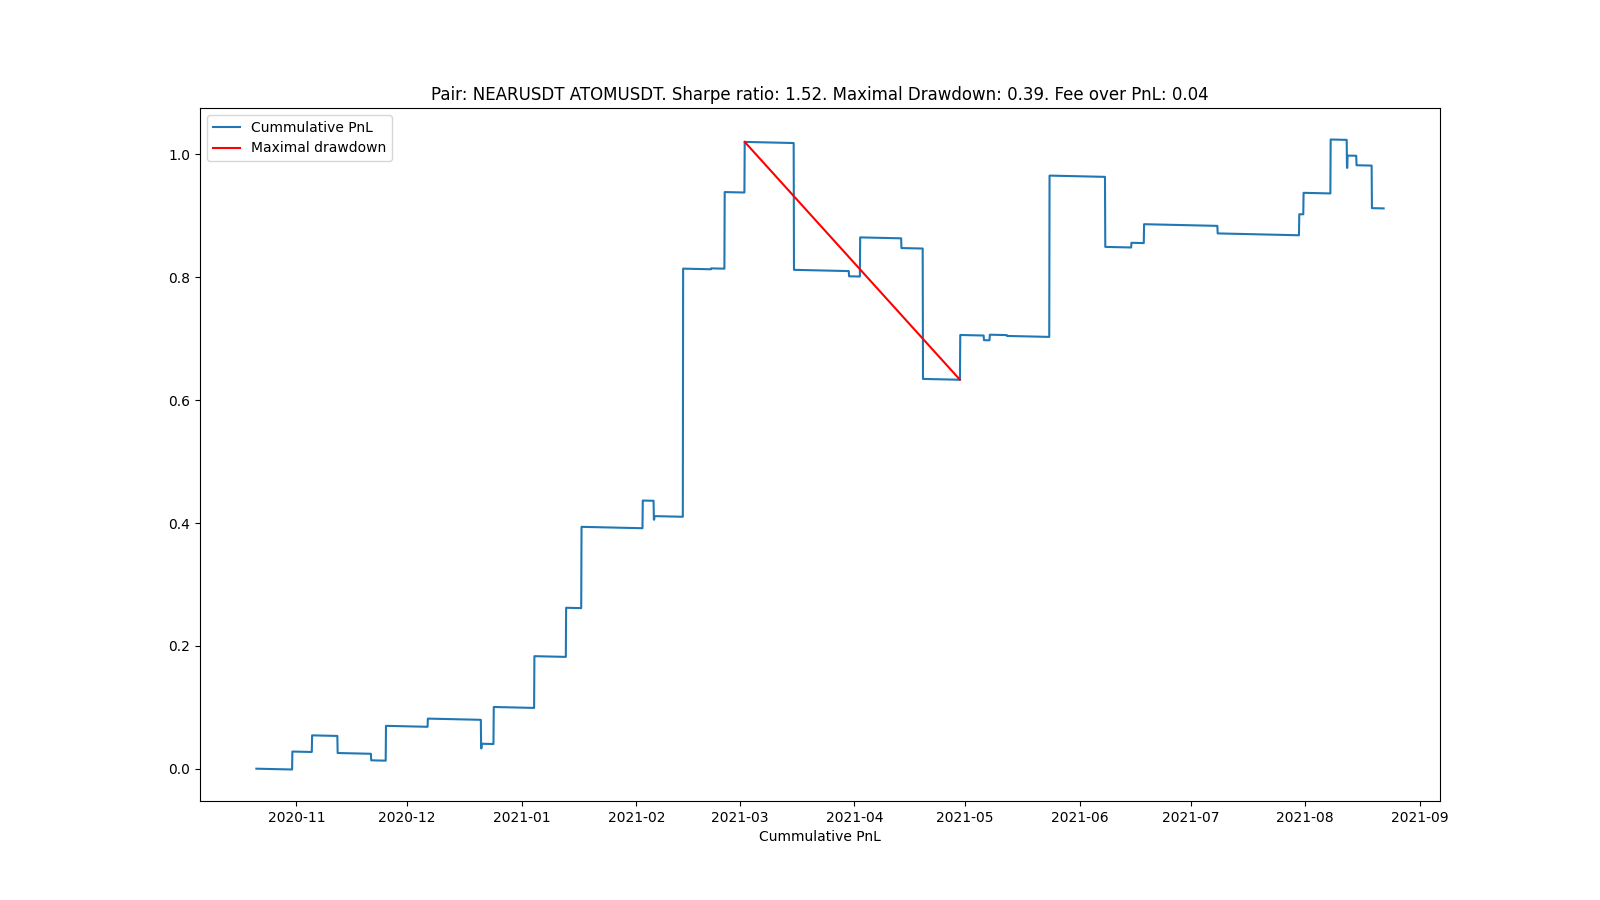 Pair: NEARUSDT ATOMUSDT. Sharpe ratio: 1.52. Maximal Drawdown: 0.39. Fee over PnL: 0.04
Cummulative PnL
Maximal drawdown
1.0
0.8
0.6
0.4
0.2
0.0
2020-11 2020-12 2021-01 2021-02 2021-03 2021-04 2021-05 2021-06 2021-07 2021-08 2021-09
Cummulative PnL